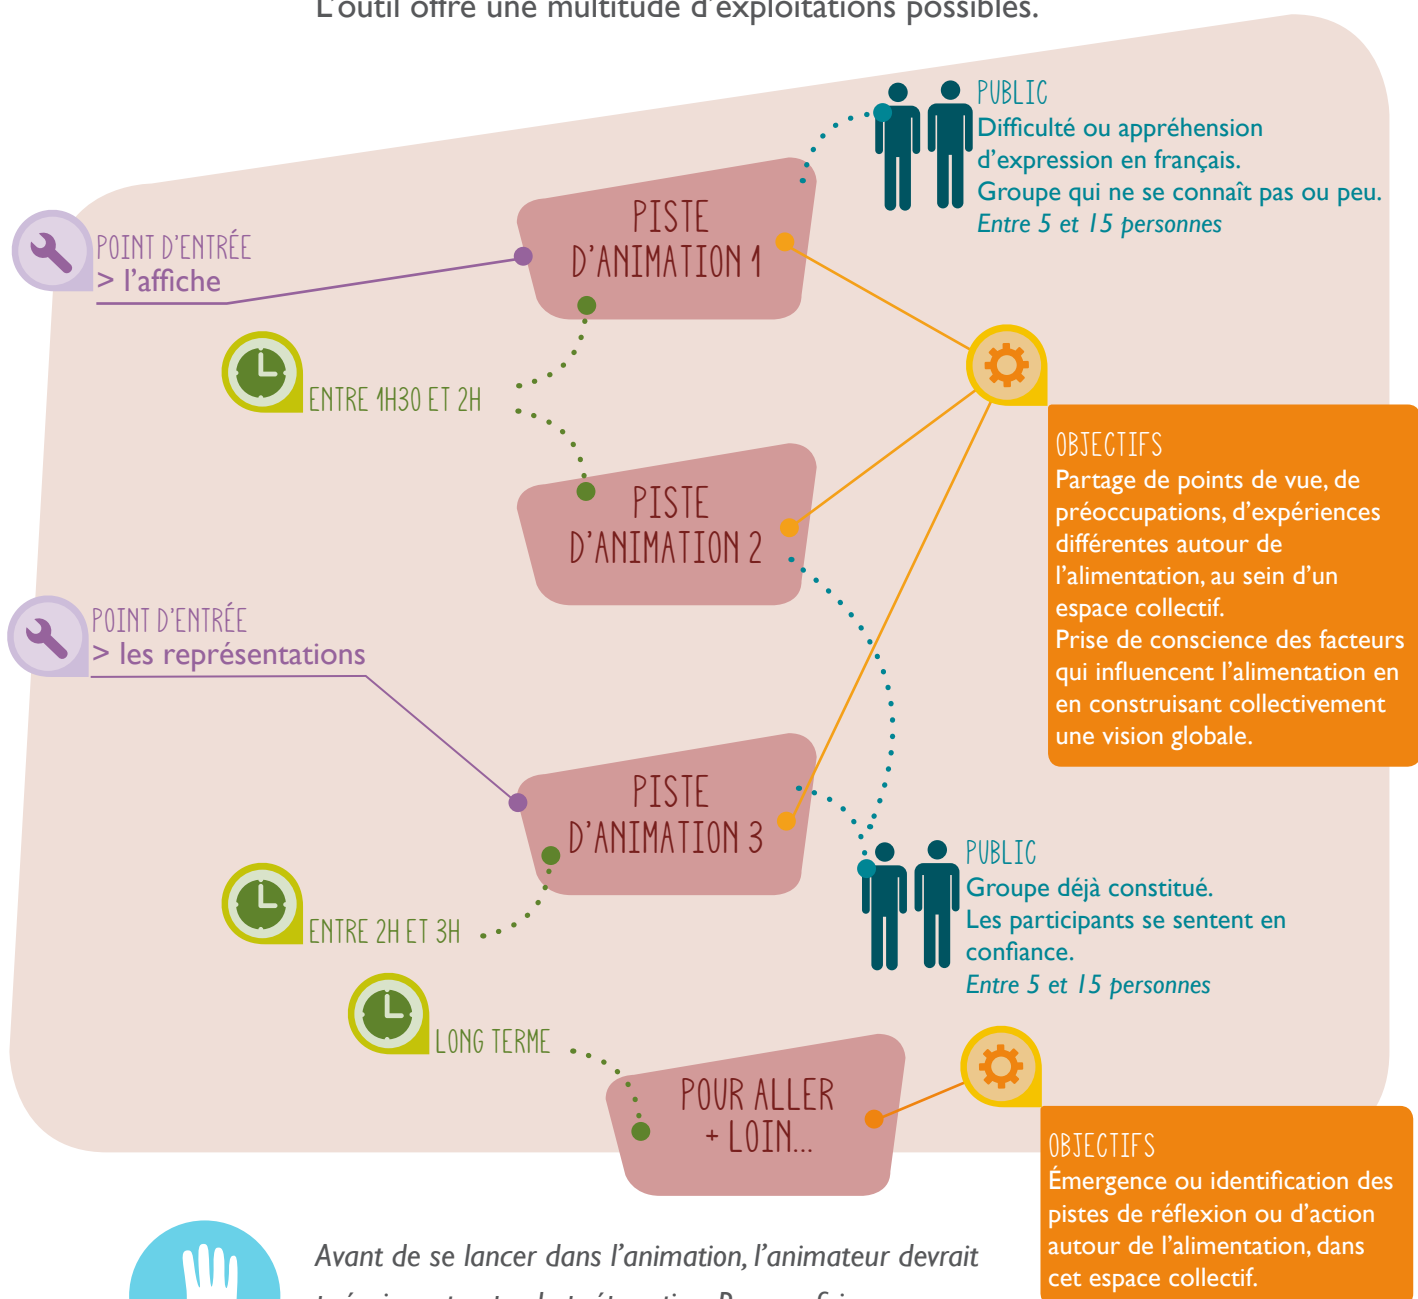 L'outil offre une multitude d'exploitations possibles.
PUBLIC
Difficulté ou appréhension
d'expression en français.
Groupe qui ne se connaît pas ou peu.
Entre 5 et 15 personnes
PISTE
D'ANIMATION 1
POINT D'ENTRÉE
> l'affiche
ENTRE 1H30 ET 2H
OBJECTIFS
Partage de points de vue, de
préoccupations, d'expériences
différentes autour de
l'alimentation, au sein d'un
espace collectif.
Prise de conscience des facteurs
qui influencent l'alimentation en
en construisant collectivement
une vision globale.
PISTE
D'ANIMATION 2
POINT D'ENTRÉE
> les représentations
PISTE
D'ANIMATION 3
PUBLIC
Groupe déjà constitué.
Les participants se sentent en
confiance.
Entre 5 et 15 personnes
ENTRE 2H ET 3H
LONG TERME
POUR ALLER
+ LOIN...
OBJECTIFS
Émergence ou identification des
pistes de réflexion ou d'action
autour de l'alimentation, dans
cet espace collectif.
Avant de se lancer dans l'animation, l'animateur devrait